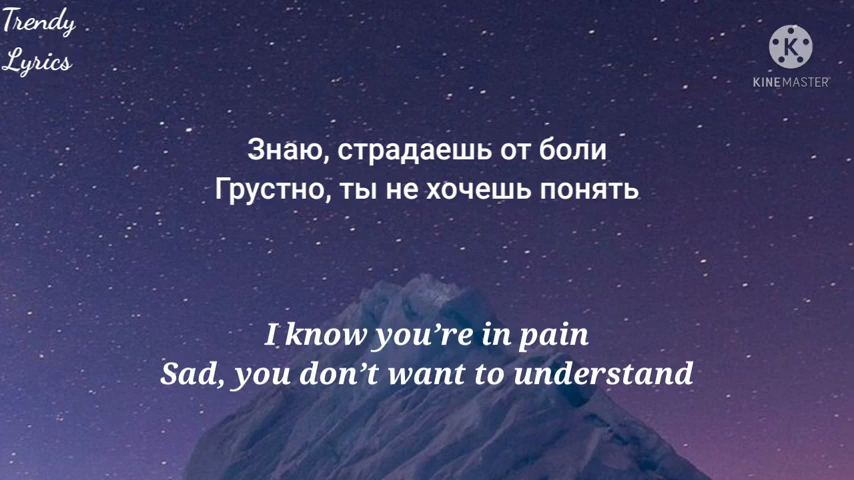 Trendy
Lyrics
KINEMASTER
Знаю, страдаешь от боли
Грустно, ты не хочешь понять
I know you’re in pain
Sad, you don’t want to understand